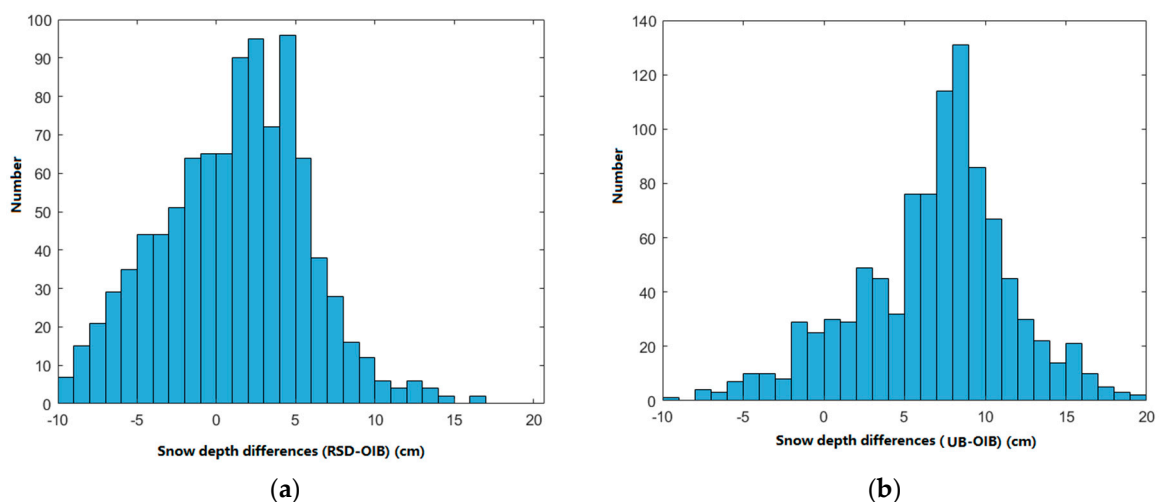 100
90
80
70
60
50
40
30
20
10
0
Number
-10 -5 0 5 10 15 20
Snow depth differences (RSD-OIB) (cm)
(a)
140
120
100
80
60
40
20
0
Number
-10 -5 0 5 10 15 20
Snow depth differences ( UB-OIB) (cm)
(b)